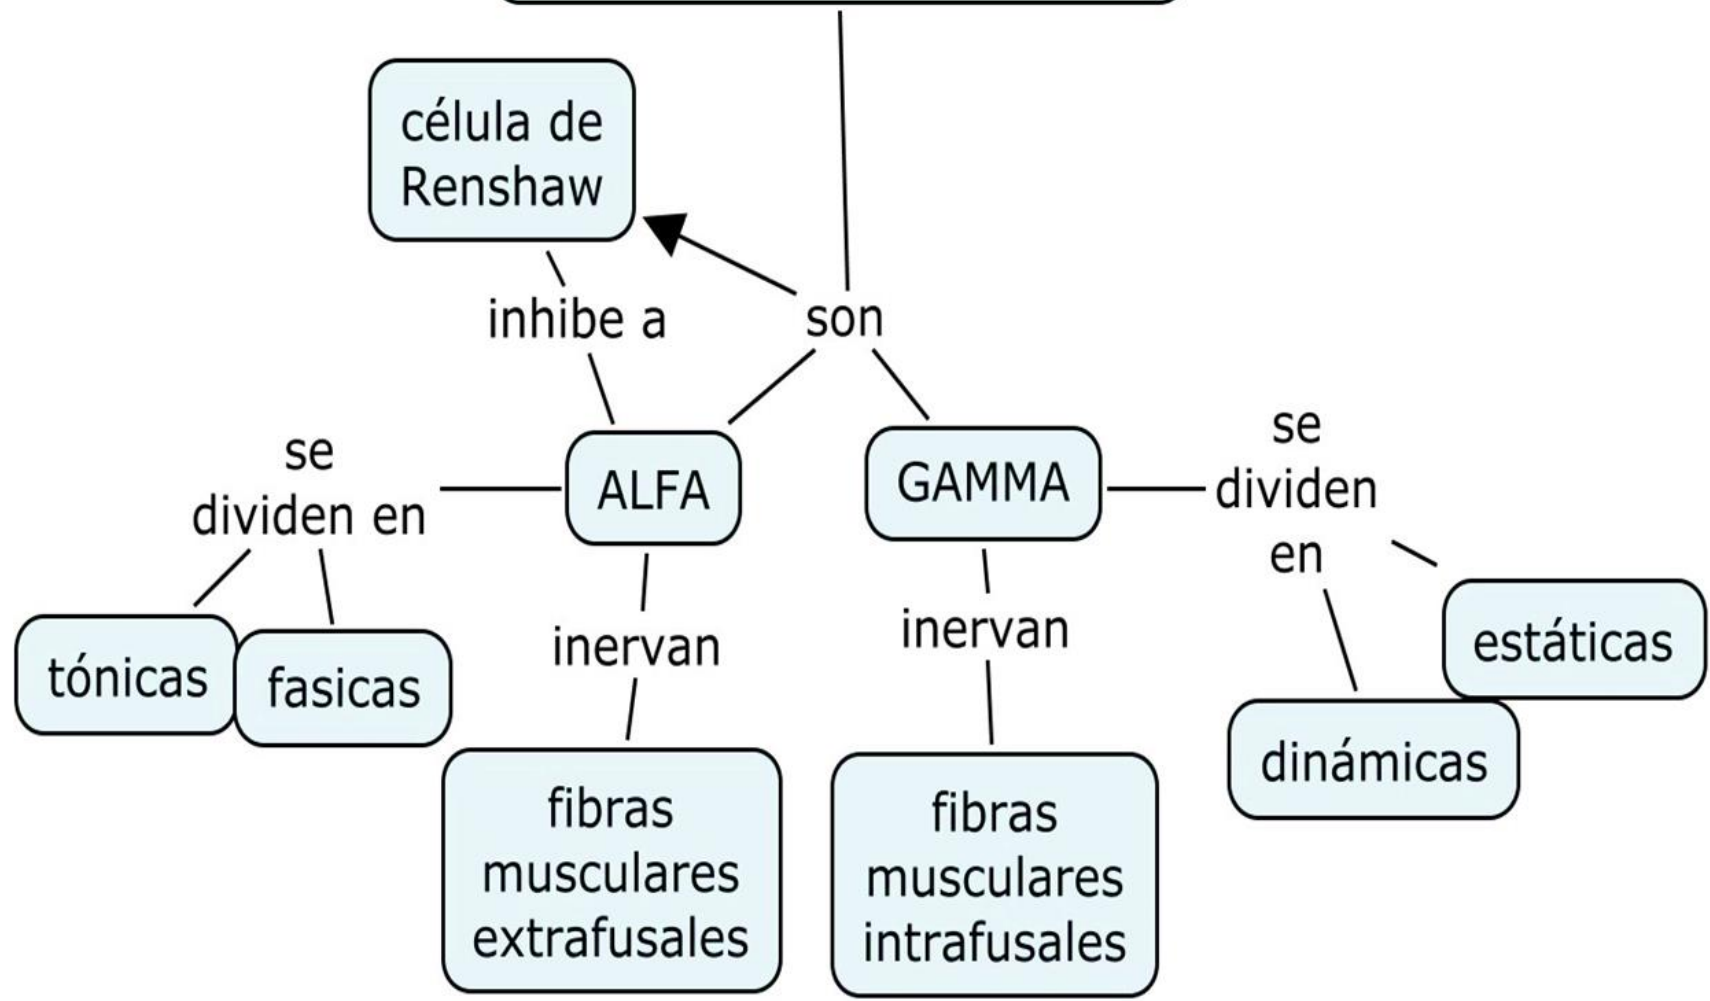 célula de
Renshaw
inhibe a
son
se
dividen en
ALFA
GAMMA
se
dividen
en
tónicas
fasicas
inervan
inervan
estáticas
dinámicas
fibras
musculares
extrafusales
fibras
musculares
intrafusales